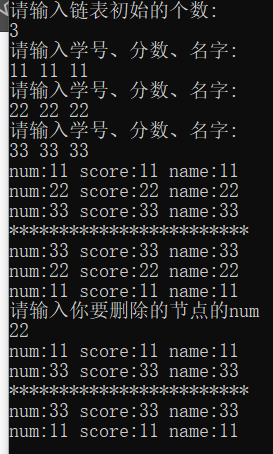 请输入链表初始的个数:
3
请输入学号、分数、名字:
11 11 11
请输入学号、分数、名字:
22 22 22
请输入学号、分数、名字:
33 33 33
num:11 score:11 name:11
num:22 score:22 name:22
num:33 score:33 name:33
************************
num:33 score:33 name:33
num:22 score:22 name:22
num:11 score:11 name:11
请输入你要删除的节点的num
22
num:11 score:11 name:11
num:33 score:33 name:33
************************
num:33 score:33 name:33
num:11 score:11 name:11